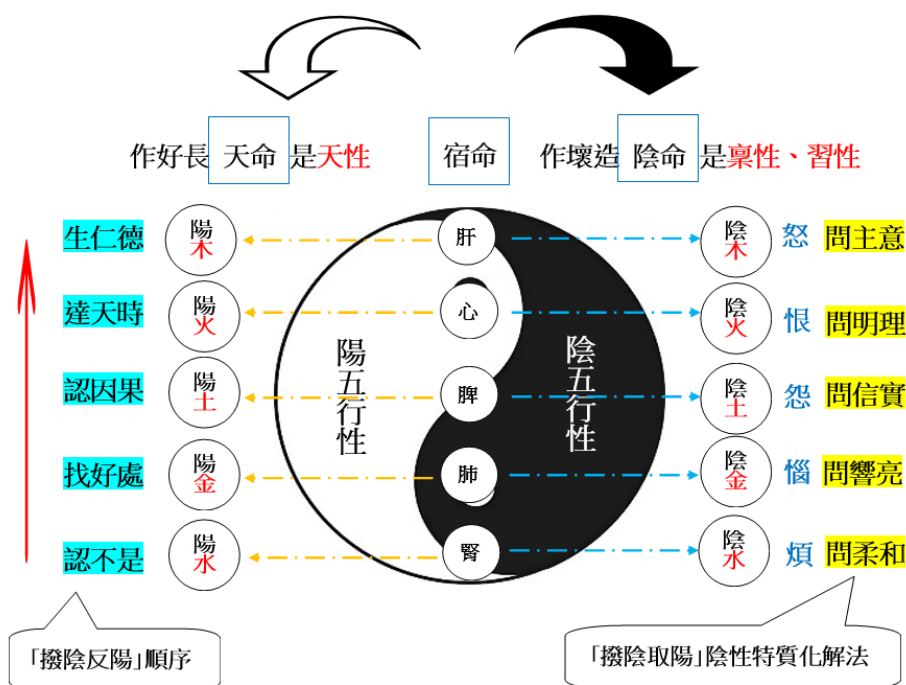 作好長 天命 是天性
宿命
作壞造 陰命 是稟性、習性
生仁德 陽木 肝 陰木 怒 問主意
達天時 陽火 心 陰火 恨 問明理
陽五行性
陰五行性
認因果 陽土 脾 陰土 怨 問信實
找好處 陽金 肺 陰金 惱 問響亮
認不是 陽水 腎 陰水 煩 問柔和
「撥陰反陽」順序
「撥陰取陽」陰性特質化解法